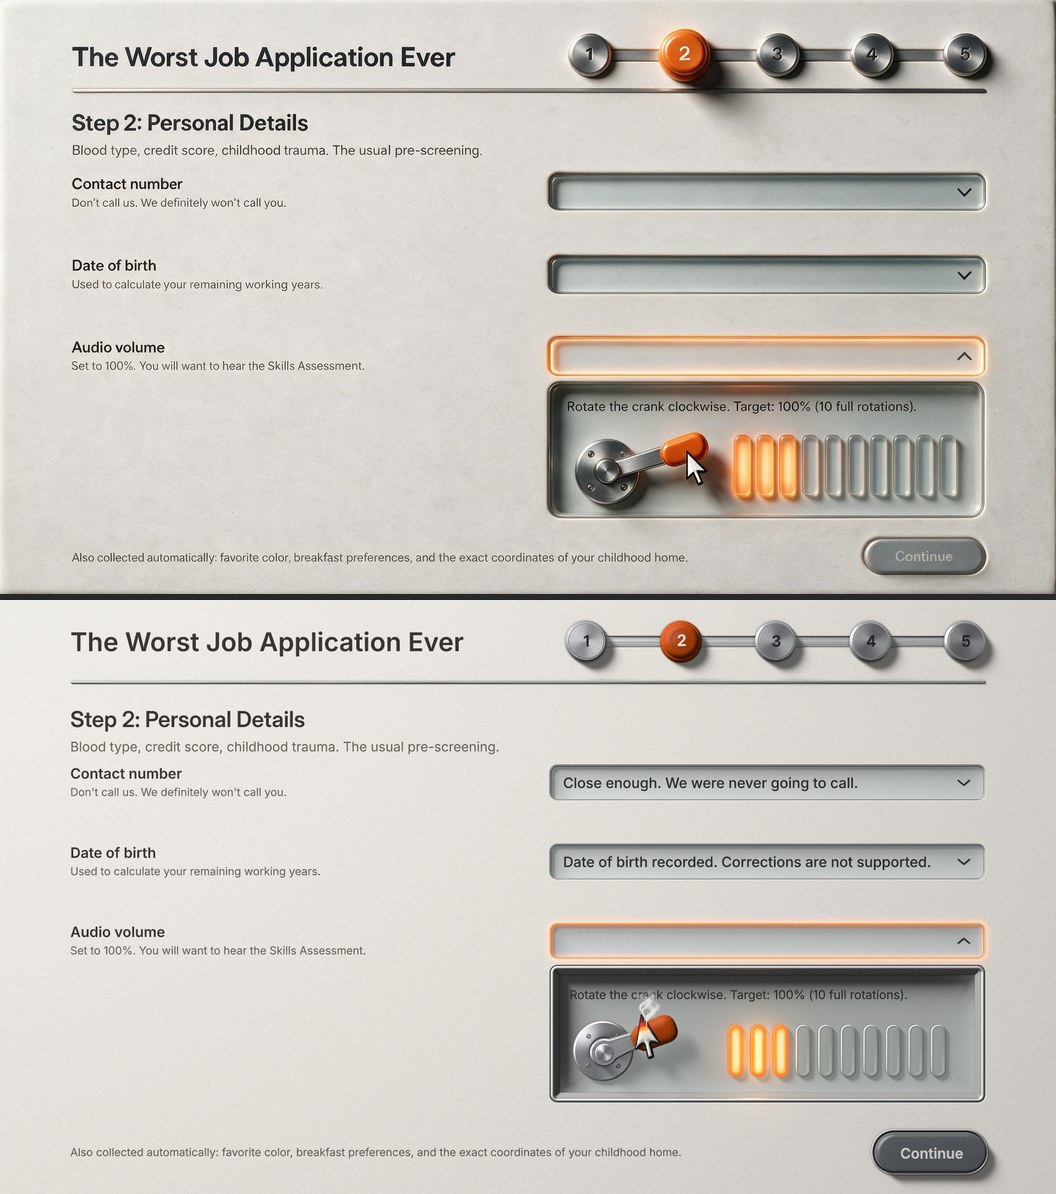 The Worst Job Application Ever
1 2 3 4 5
Step 2: Personal Details
Blood type, credit score, childhood trauma. The usual pre-screening.
Contact number
Don't call us. We definitely won't call you.
Date of birth
Used to calculate your remaining working years.
Audio volume
Set to 100%. You will want to hear the Skills Assessment.
Rotate the crank clockwise. Target: 100% (10 full rotations).
Also collected automatically: favorite color, breakfast preferences, and the exact coordinates of your childhood home.
Continue
The Worst Job Application Ever
1 2 3 4 5
Step 2: Personal Details
Blood type, credit score, childhood trauma. The usual pre-screening.
Contact number
Don't call us. We definitely won't call you.
Close enough. We were never going to call.
Date of birth
Used to calculate your remaining working years.
Date of birth recorded. Corrections are not supported.
Audio volume
Set to 100%. You will want to hear the Skills Assessment.
Rotate the crank clockwise. Target: 100% (10 full rotations).
Also collected automatically: favorite color, breakfast preferences, and the exact coordinates of your childhood home.
Continue